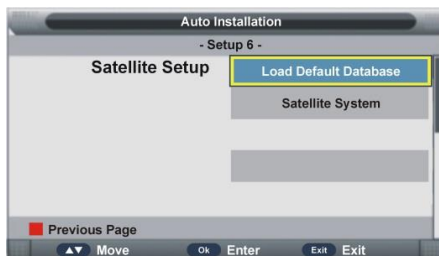 Auto Installation
- Setup 6 -
Satellite Setup
Load Default Database
Satellite System
Previous Page
▲▼ Move Ok Enter Exit Exit